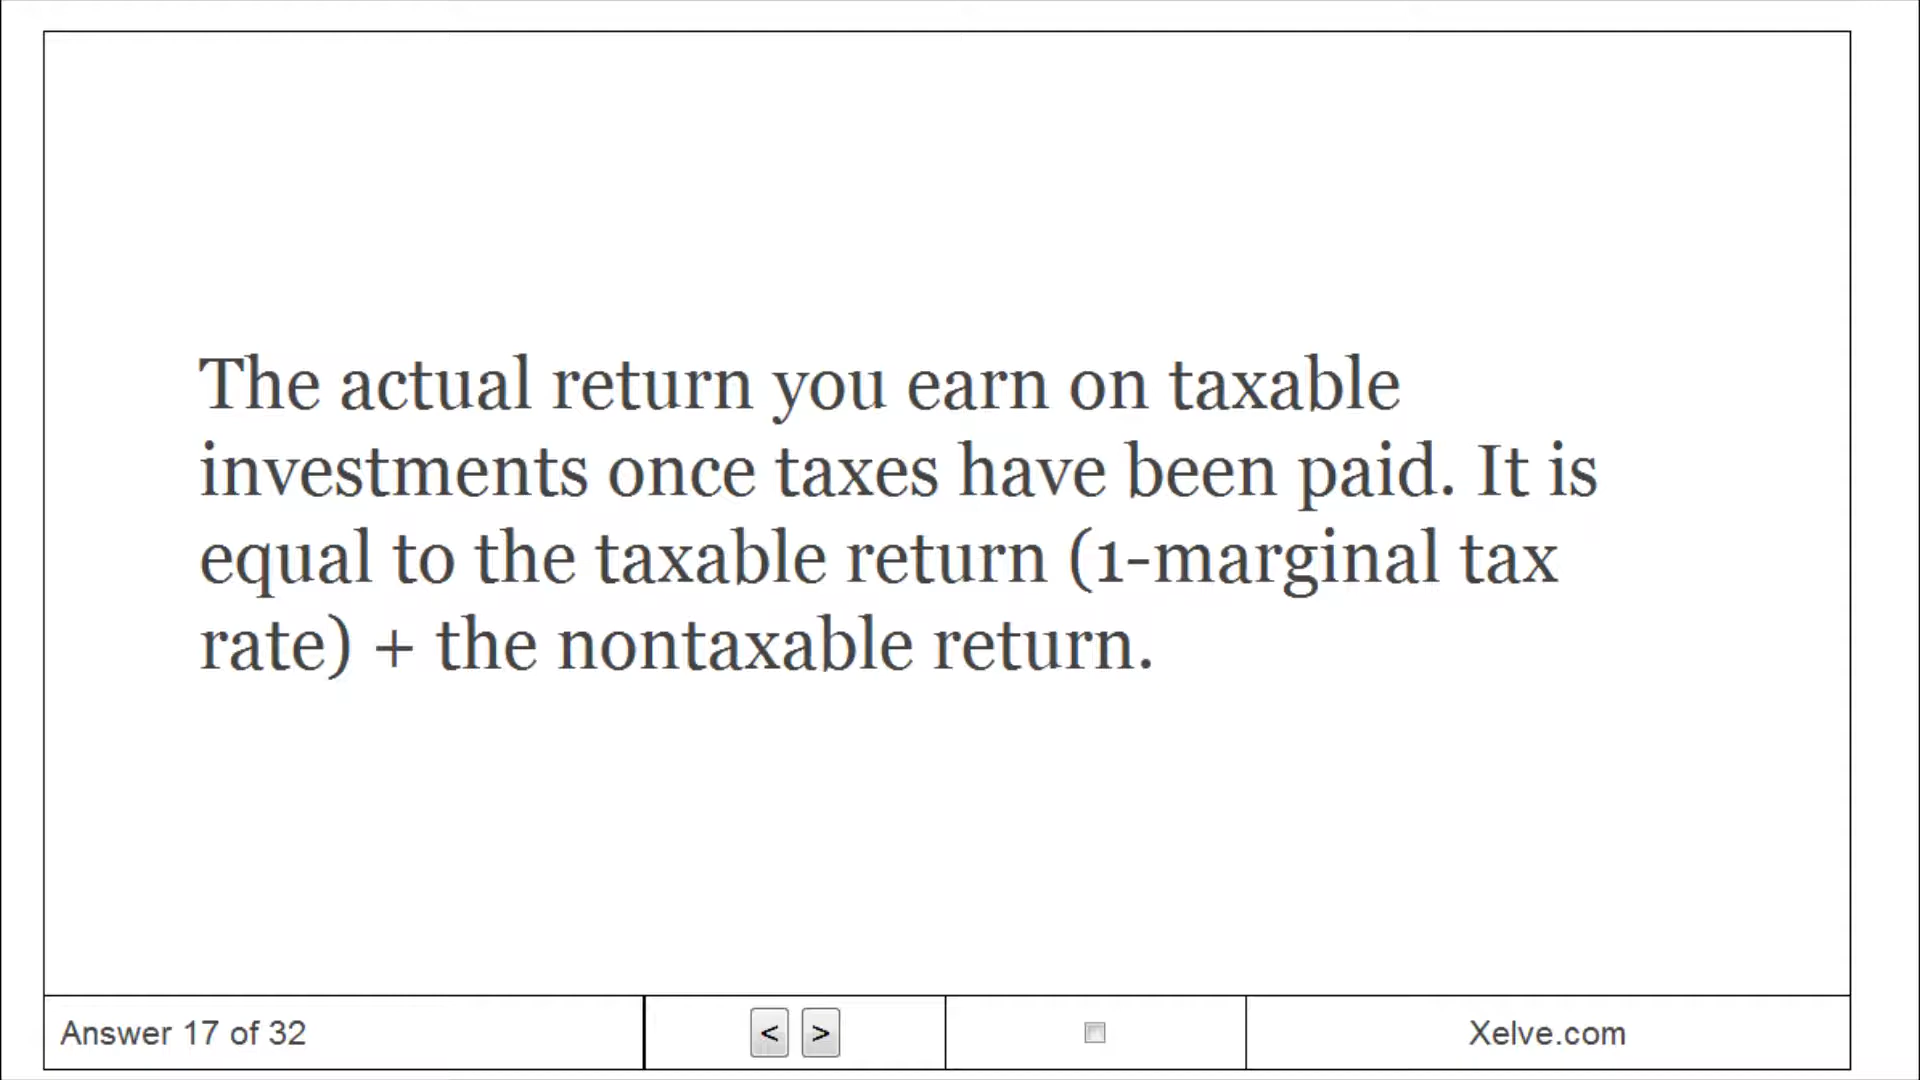 The actual return you earn on taxable
investments once taxes have been paid. It is
equal to the taxable return (1-marginal tax
rate) + the nontaxable return.
Answer 17 of 32
< >
Xelve.com